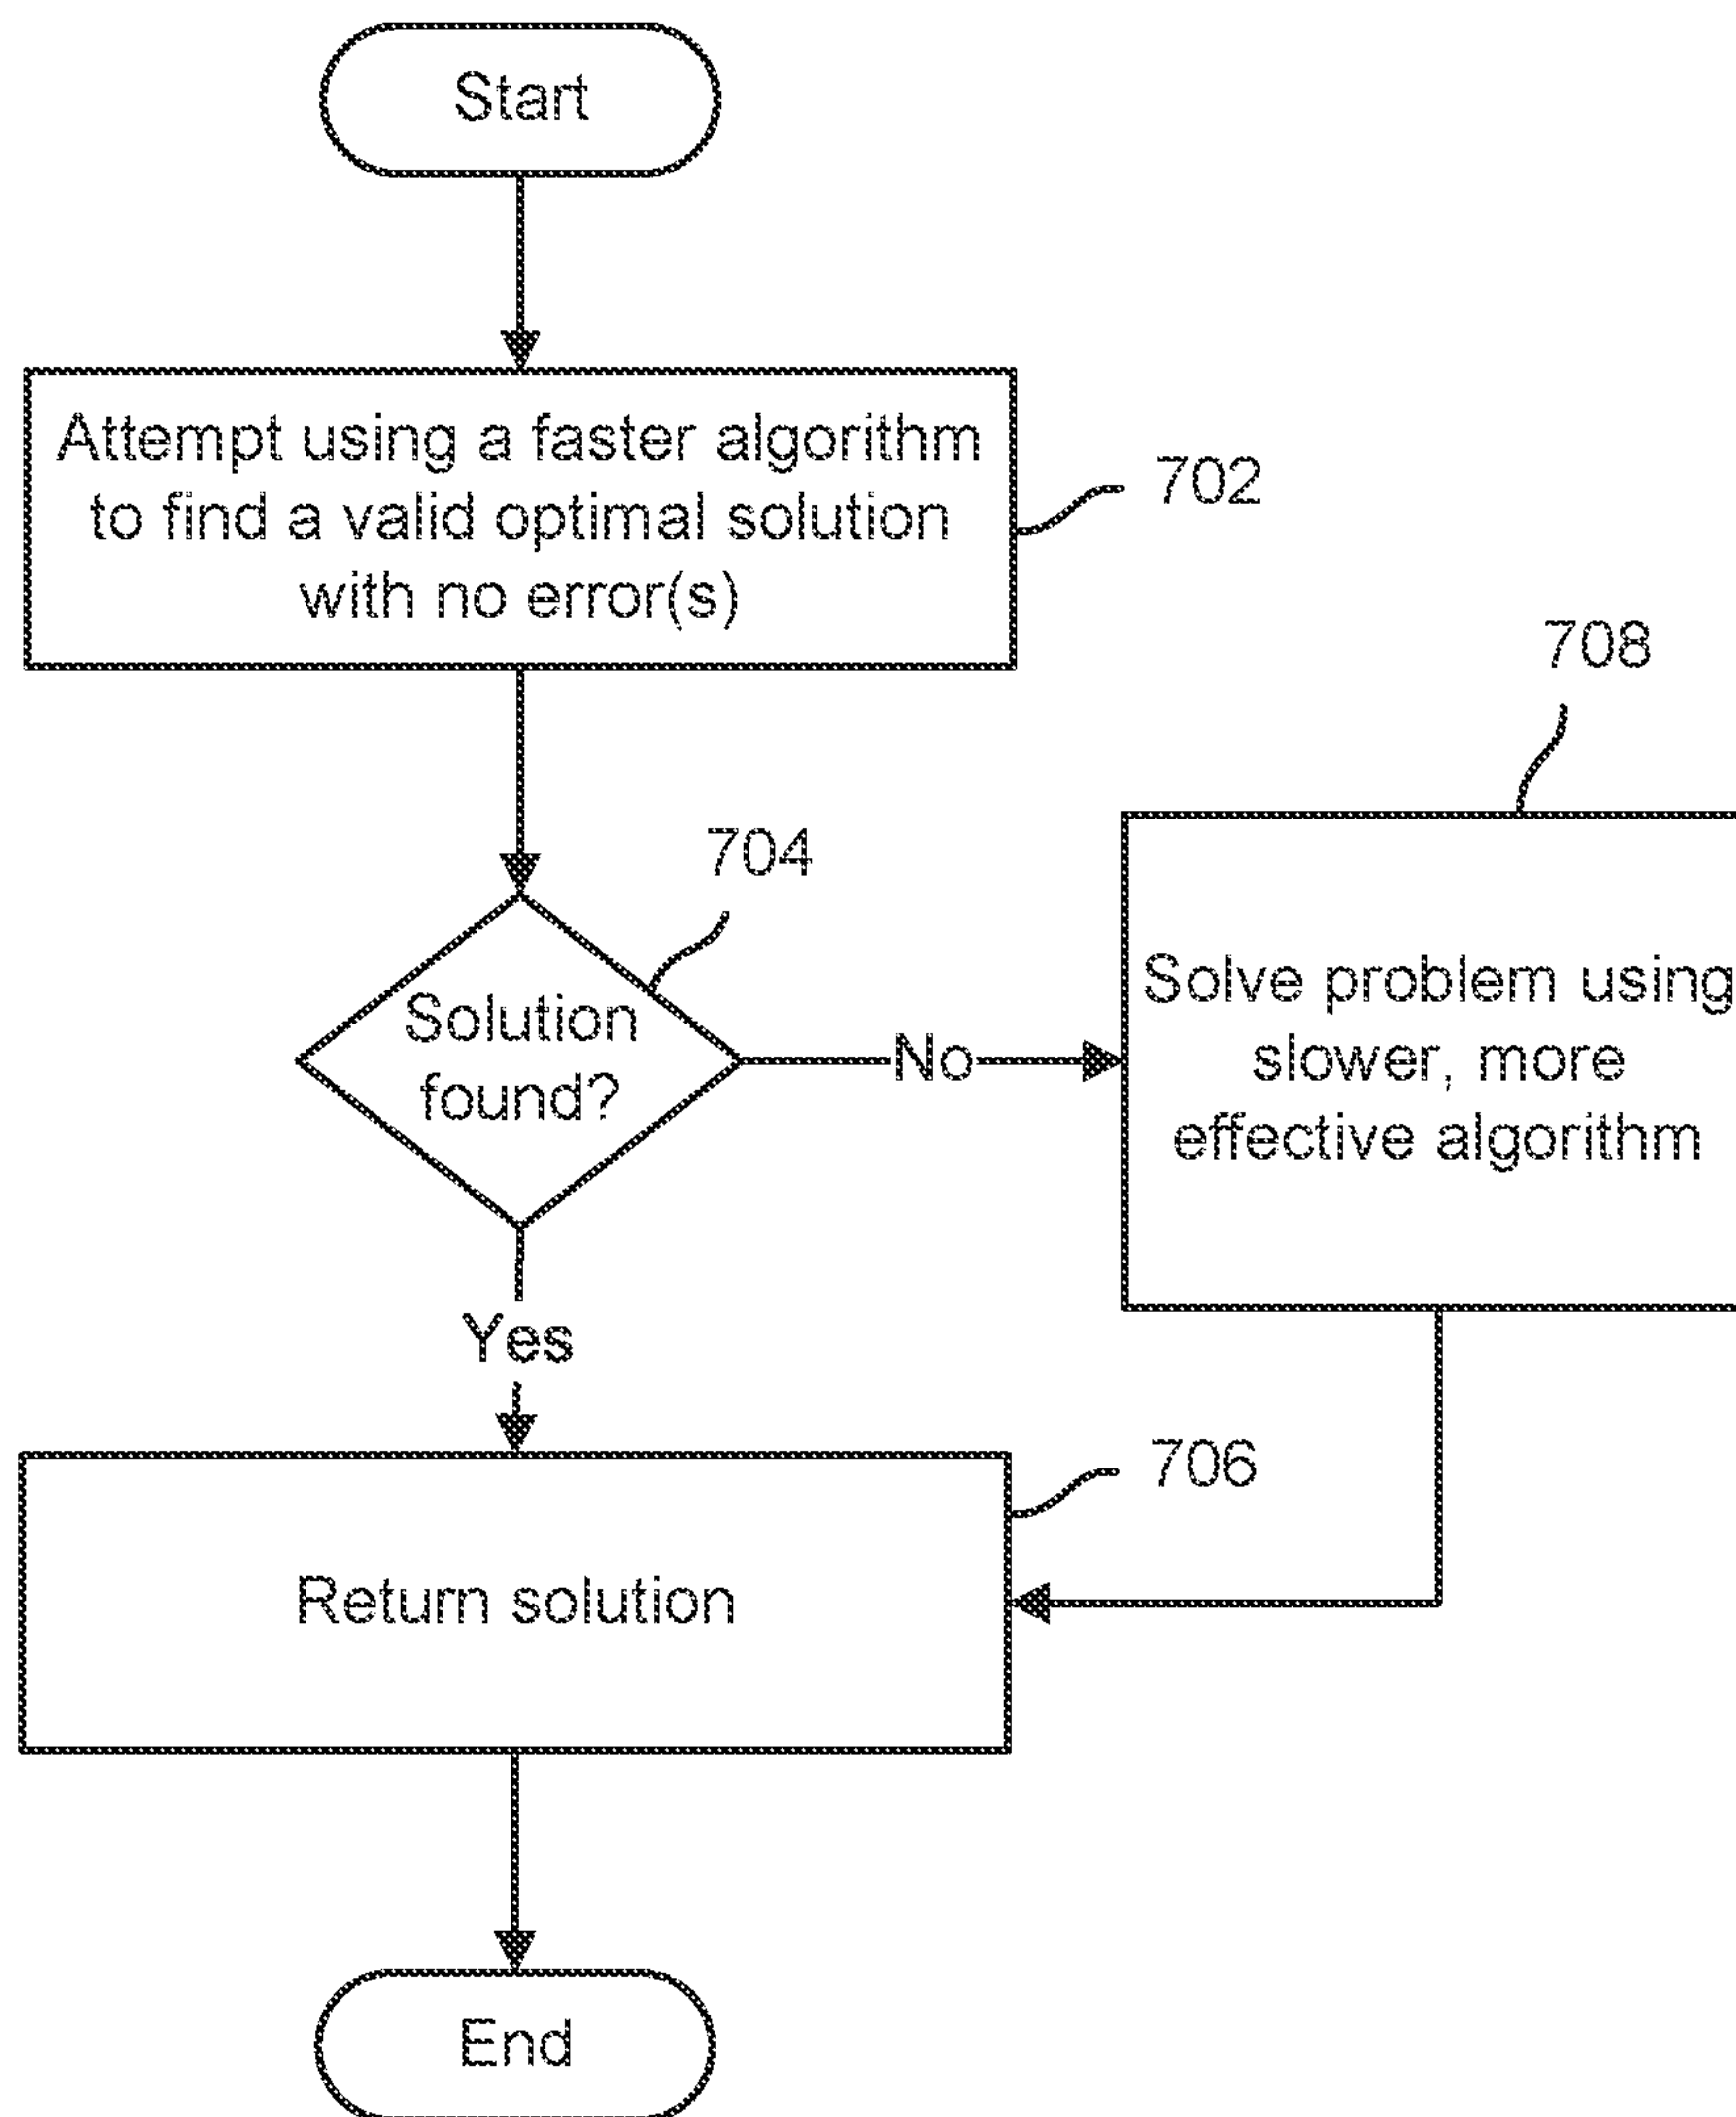 Start
Attempt using a faster algorithm
to find a valid optimal solution
with no error(s)
702
708
704
Solution
found?
No
Solve problem using
slower, more
effective algorithm
Yes
706
Return solution
End